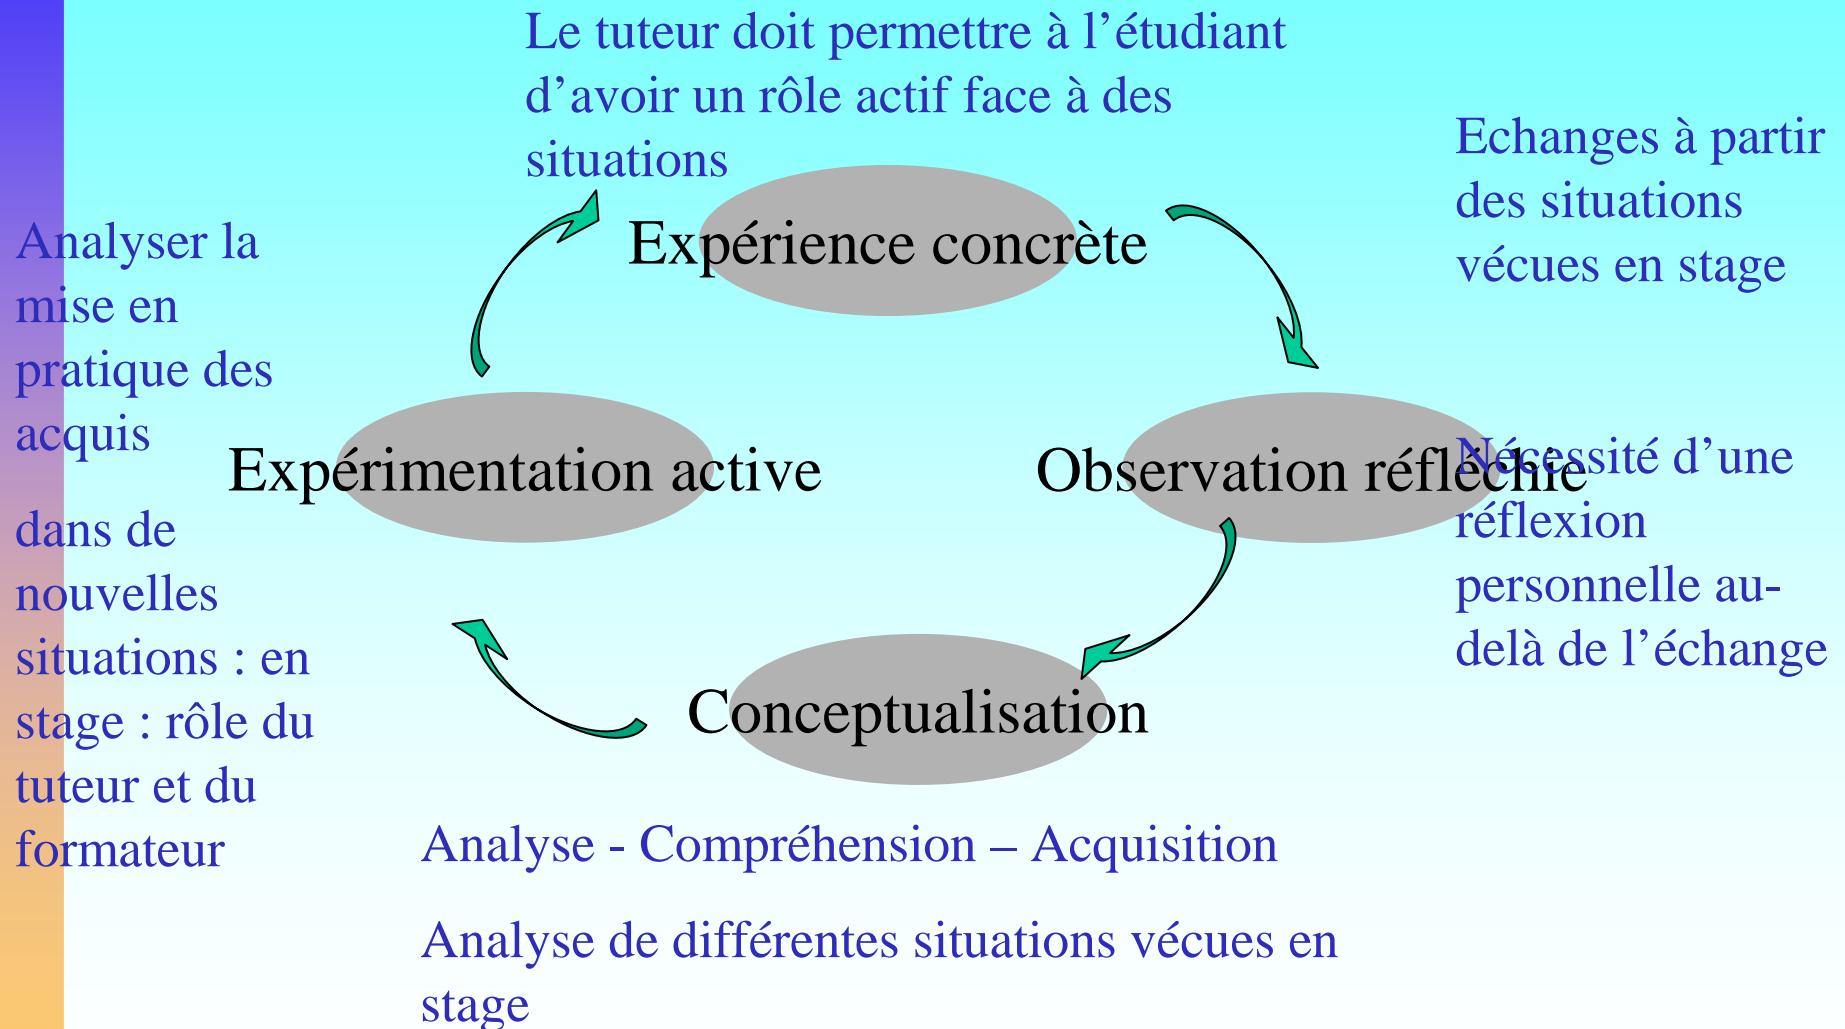 Le tuteur doit permettre à l’étudiant
d’avoir un rôle actif face à des
situations
Expérience concrète
Echanges à partir
des situations
vécues en stage
Analyser la
mise en
pratique des
acquis
dans de
nouvelles
situations : en
stage : rôle du
tuteur et du
formateur
Expérimentation active
Observation réfléchie
Nécessité d’une
réflexion
personnelle au-
delà de l’échange
Conceptualisation
Analyse - Compréhension – Acquisition
Analyse de différentes situations vécues en
stage